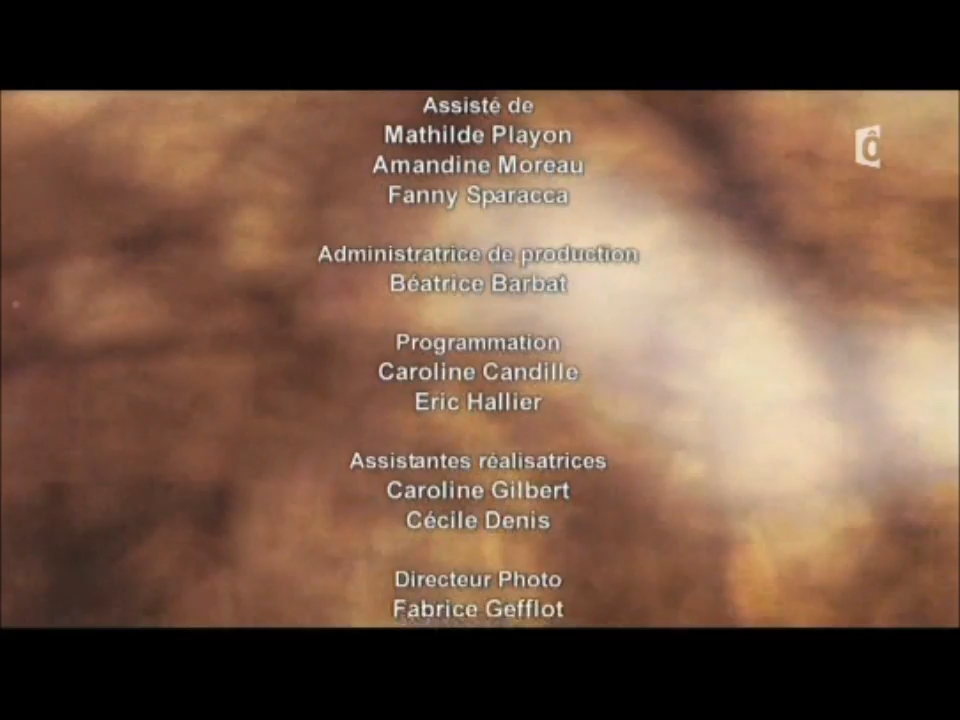 Assisté de
Mathilde Playon
Amandine Moreau
Fanny Sparacca
Administratrice de production
Béatrice Barbat
Programmation
Caroline Candille
Eric Hallier
Assistantes réalisatrices
Caroline Gilbert
Cécile Denis
Directeur Photo
Fabrice Gefflot
ô